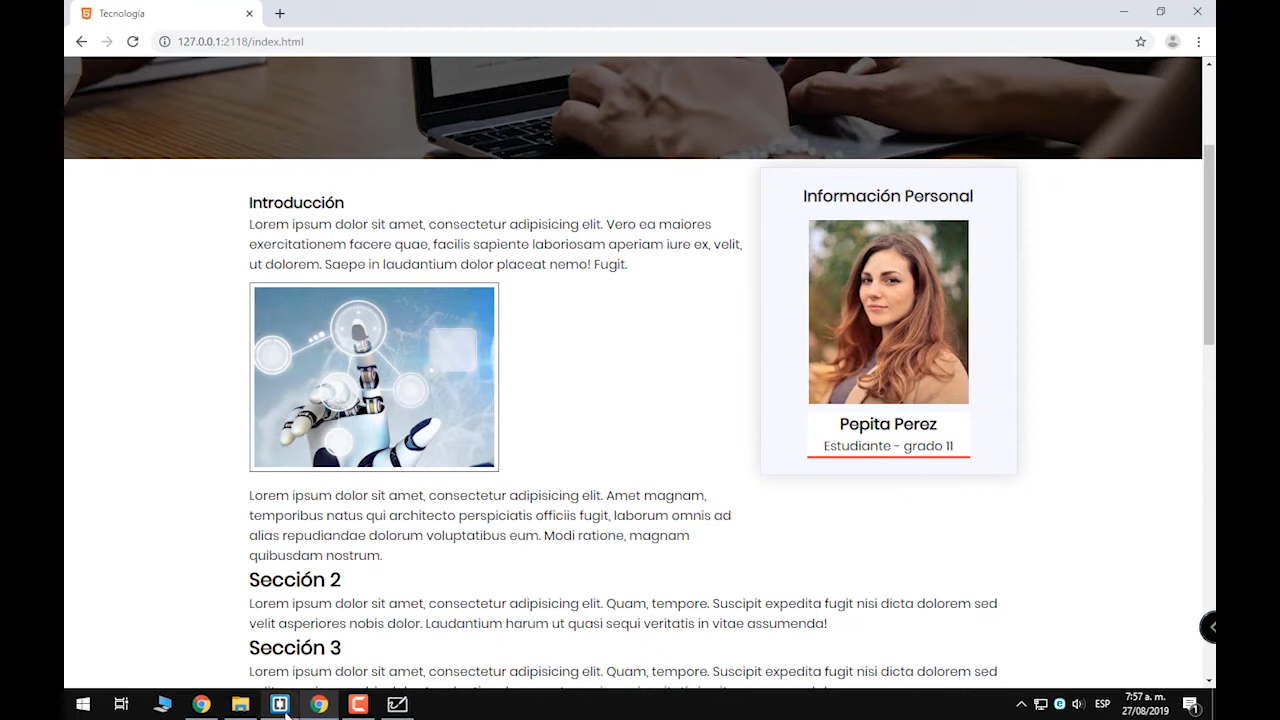 Tecnología
127.0.0.1:2118/index.html
Introducción
Lorem ipsum dolor sit amet, consectetur adipisicing elit. Vero ea maiores
exercitationem facere quae, facilis sapiente laboriosam aperiam iure ex, velit,
ut dolorem. Saepe in laudantium dolor placeat nemo! Fugit.
Lorem ipsum dolor sit amet, consectetur adipisicing elit. Amet magnam,
temporibus natus qui architecto perspiciatis officiis fugit, laborum omnis ad
alias repudiandae dolorum voluptatibus eum. Modi ratione, magnam
quibusdam nostrum.
Sección 2
Lorem ipsum dolor sit amet, consectetur adipisicing elit. Quam, tempore. Suscipit expedita fugit nisi dicta dolorem sed
velit asperiores nobis dolor. Laudantium harum ut quasi sequi veritatis in vitae assumenda!
Sección 3
Lorem ipsum dolor sit amet, consectetur adipisicing elit. Quam, tempore. Suscipit expedita fugit nisi dicta dolorem sed
Información Personal
Pepita Perez
Estudiante - grado 11
ESP
7:57 a. m.
27/08/2019
1